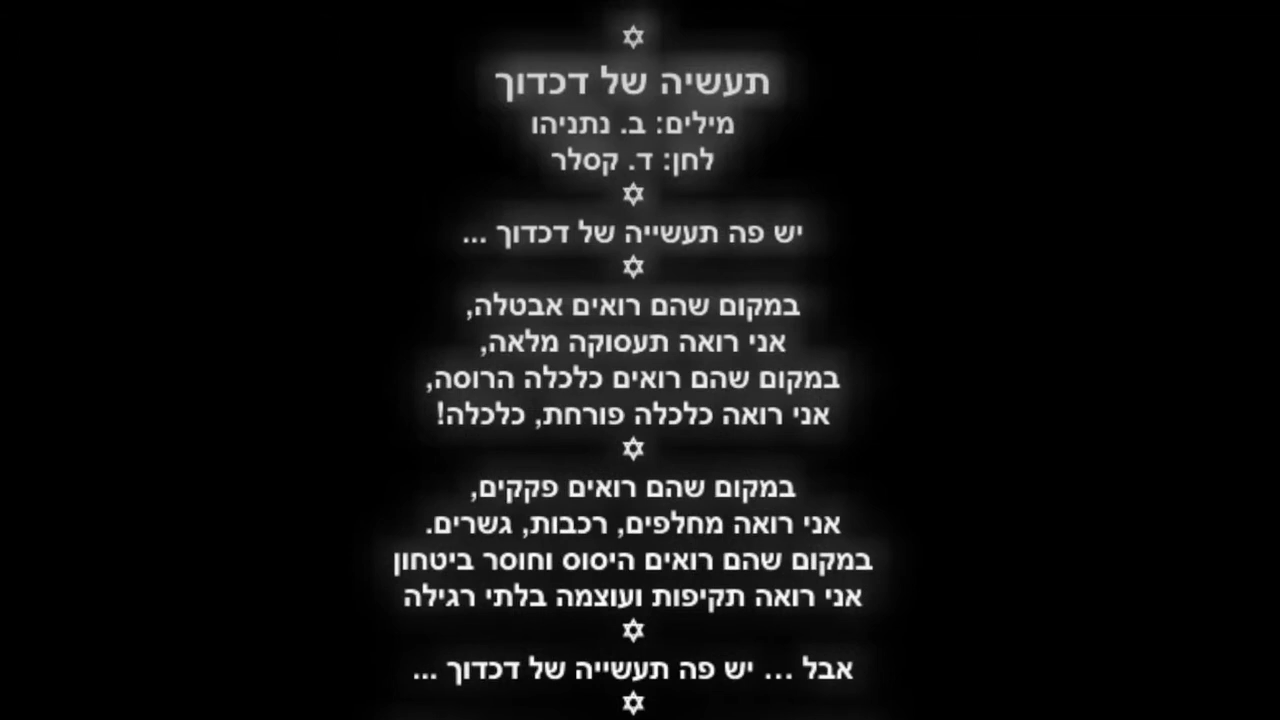 ✡
תעשיה של דכדוך
מילים: ב. נתניהו
לחן: ד. קסלר
✡
יש פה תעשייה של דכדוך ...
✡
במקום שהם רואים אבטלה,
אני רואה תעסוקה מלאה,
במקום שהם רואים כלכלה הרוסה,
אני רואה כלכלה פורחת, כלכלה!
✡
במקום שהם רואים פקקים,
אני רואה מחלפים, רכבות, גשרים.
במקום שהם רואים היסוס וחוסר ביטחון
אני רואה תקיפות ועוצמה בלתי רגילה
✡
אבל ... יש פה תעשייה של דכדוך ...
✡